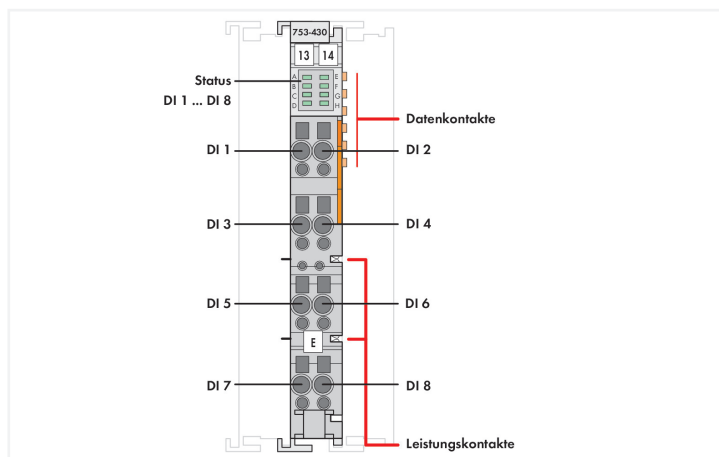 753-430
13 14
A E
B F
C G
D H
Status
DI 1 ... DI 8
Datenkontakte
DI 1 DI 2
DI 3 DI 4
DI 5 DI 6
E
DI 7 DI 8
Leistungskontakte